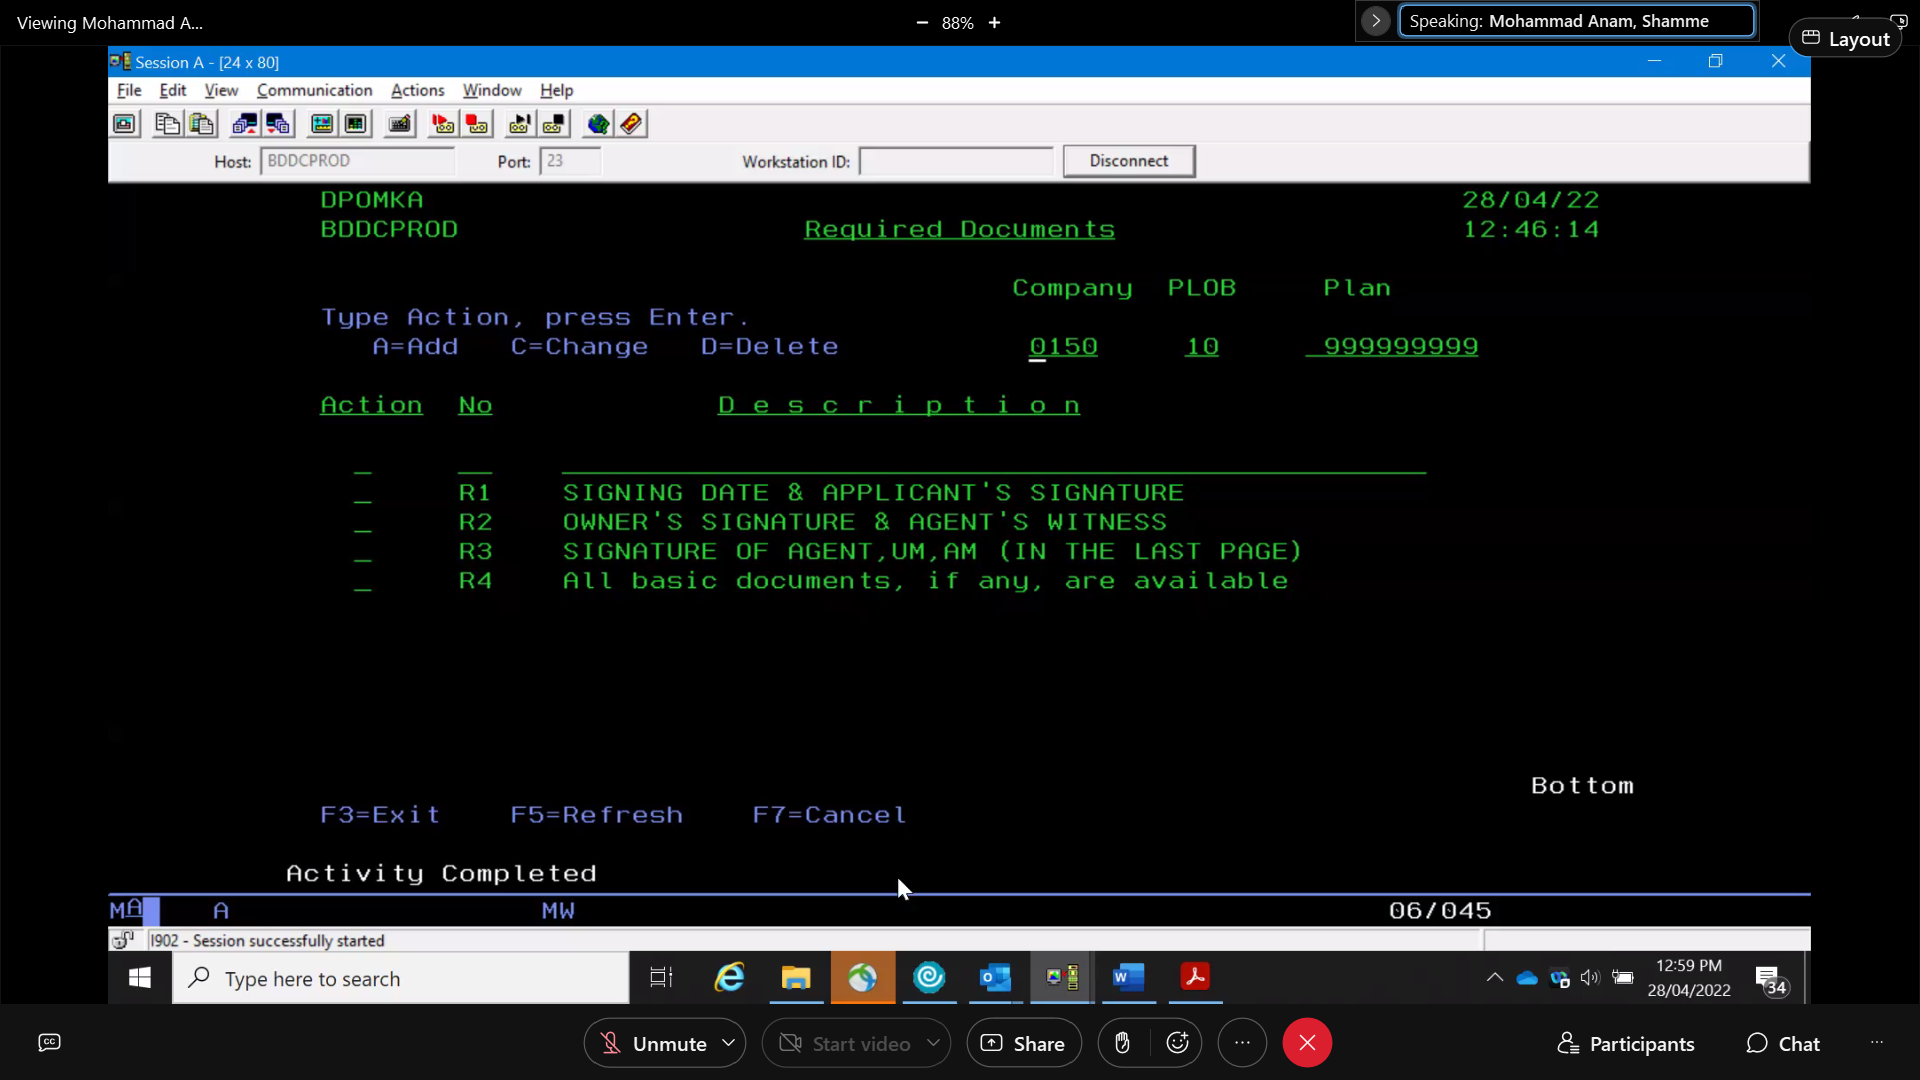 Viewing Mohammad A...
88%
Speaking: Mohammad Anam, Shamme
Layout
Session A - [24 x 80]
File Edit View Communication Actions Window Help
Host: BDDCPROD Port: 23 Workstation ID: Disconnect
DPOMKA 28/04/22
BDDCPROD Required Documents 12:46:14
Company PLOB Plan
Type Action, press Enter.
A=Add C=Change D=Delete 0150 10 999999999
Action No D e s c r i p t i o n
R1 SIGNING DATE & APPLICANT'S SIGNATURE
R2 OWNER'S SIGNATURE & AGENT'S WITNESS
R3 SIGNATURE OF AGENT,UM,AM (IN THE LAST PAGE)
R4 All basic documents, if any, are available
Bottom
F3=Exit F5=Refresh F7=Cancel
Activity Completed
MA A MW 06/045
I902 - Session successfully started
Type here to search
12:59 PM
28/04/2022
34
CC Unmute Start video Share Participants Chat